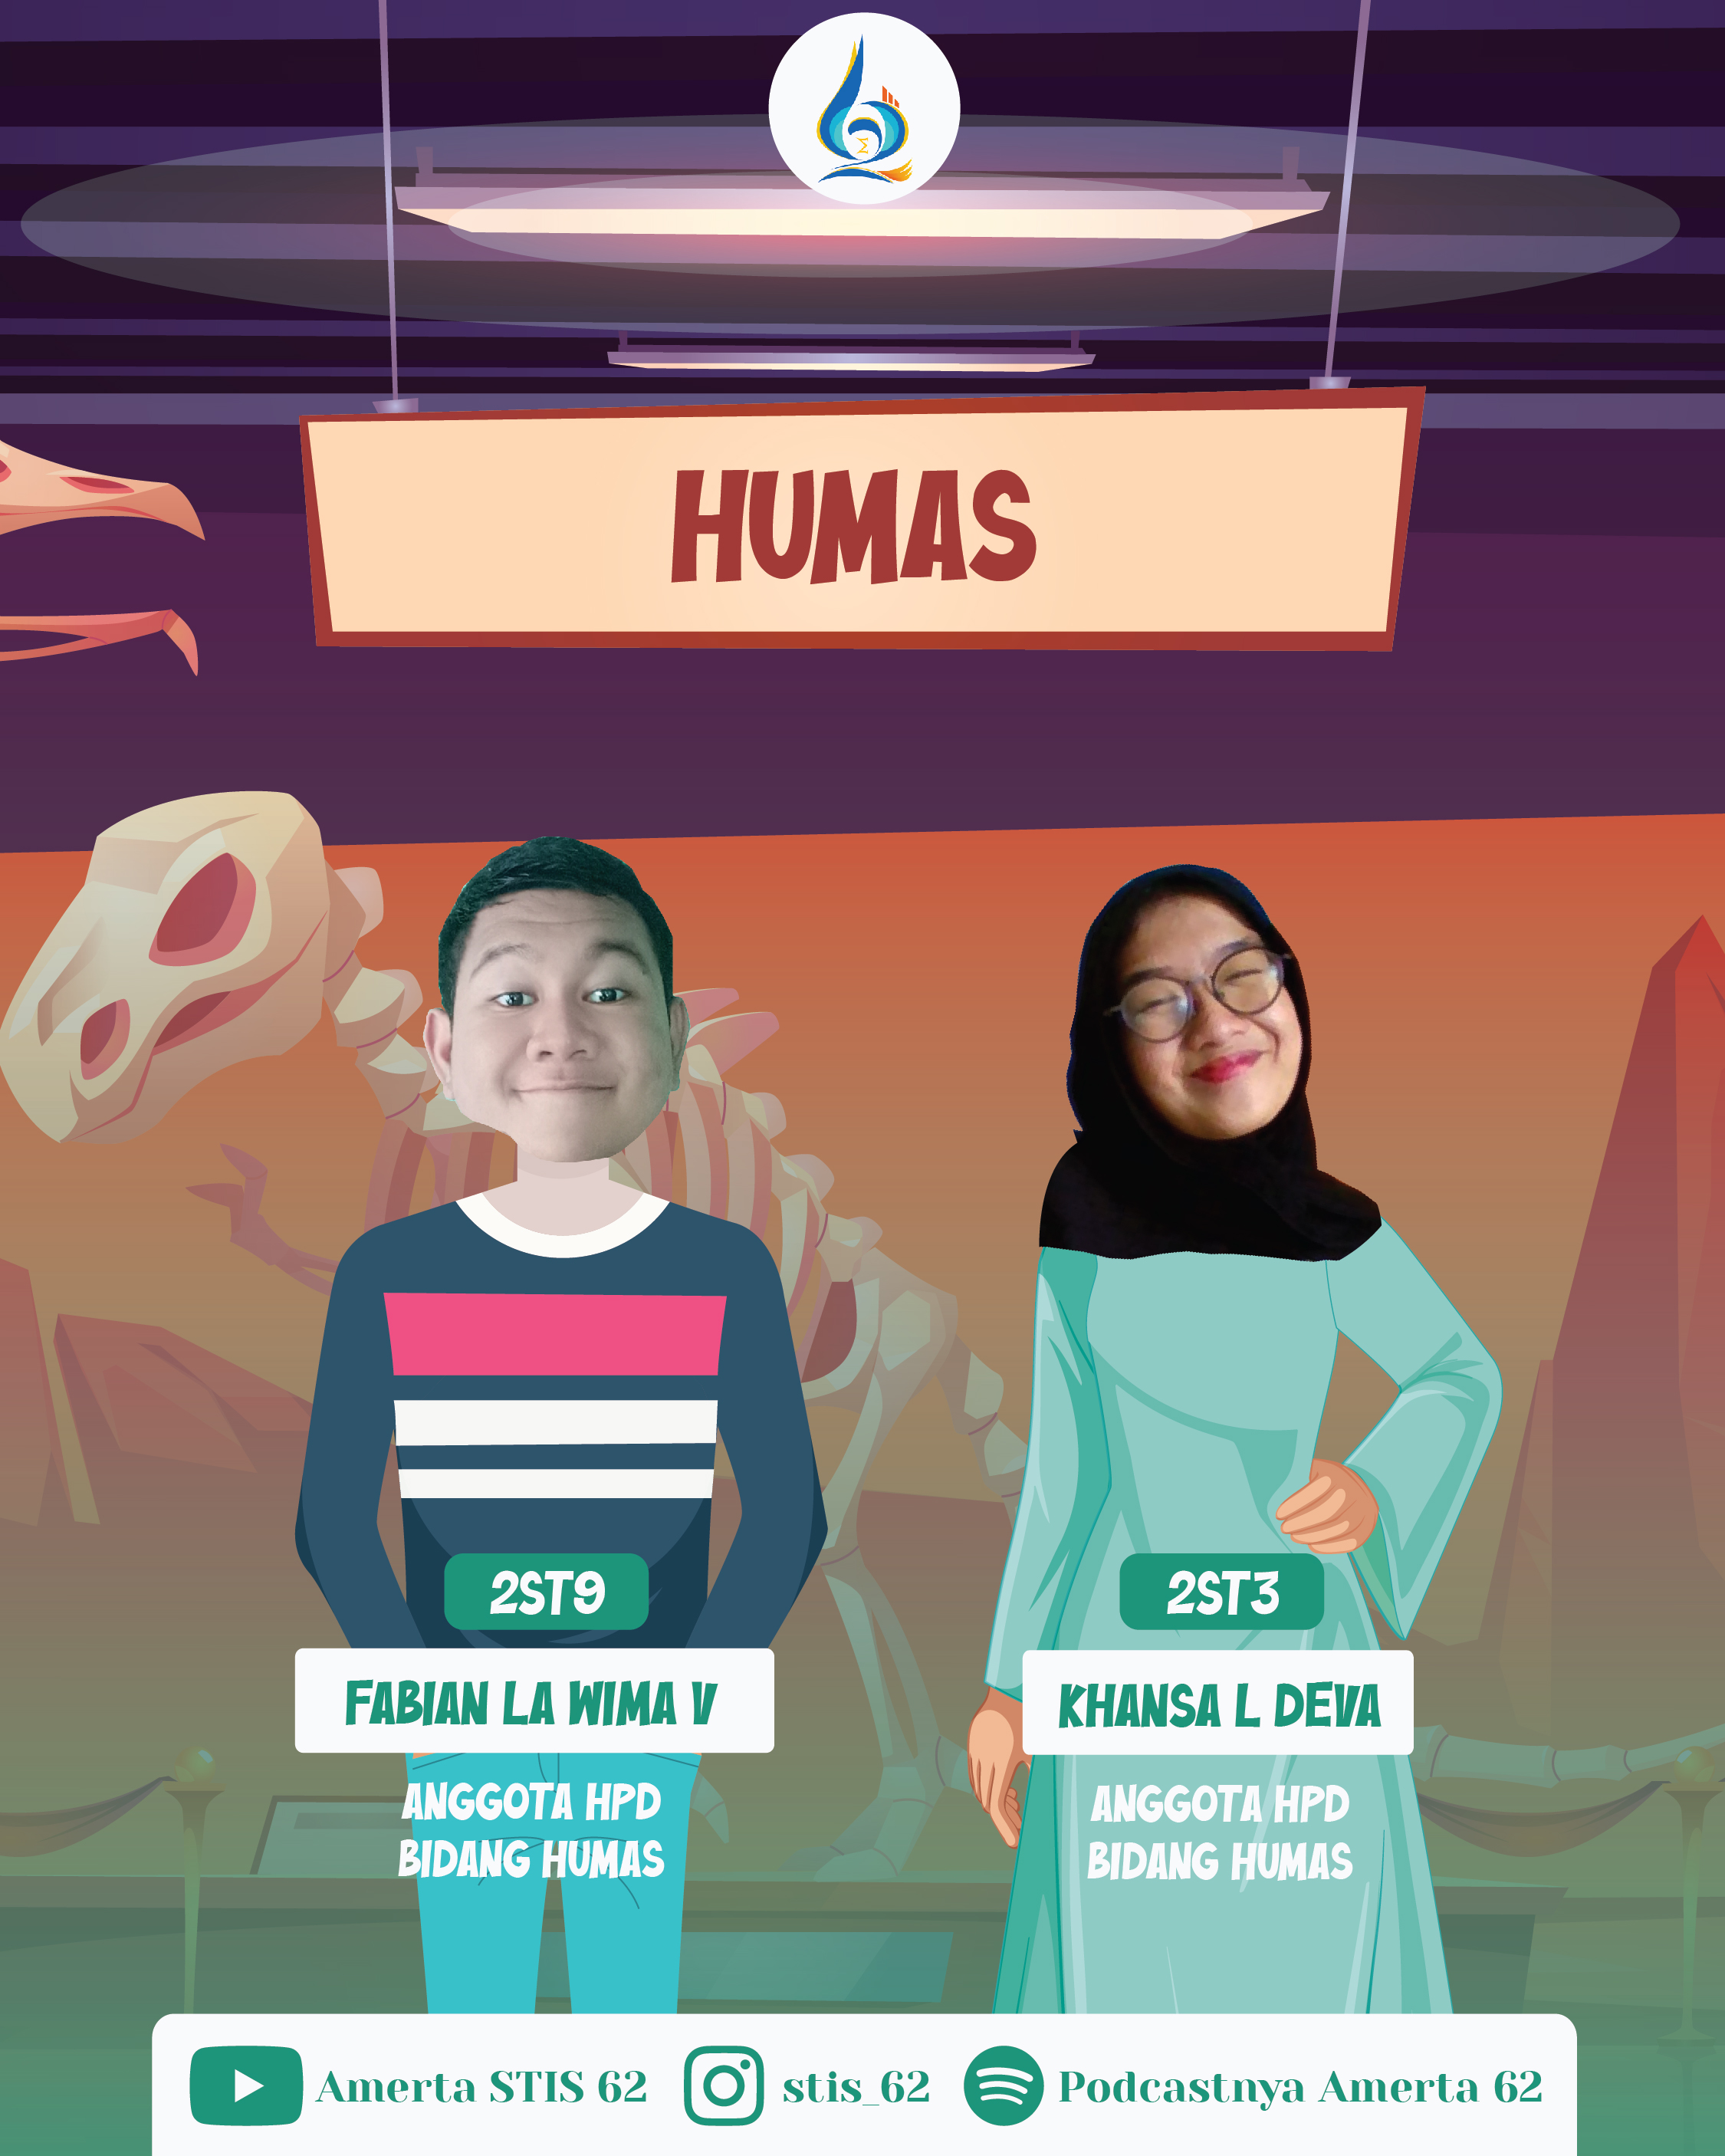 HUMAS
2ST9
FABIAN LA WIMA V
ANGGOTA HPD
BIDANG HUMAS
2ST3
KHANSA L DEVA
ANGGOTA HPD
BIDANG HUMAS
Amerta STIS 62
stis_62
Podcastnya Amerta 62